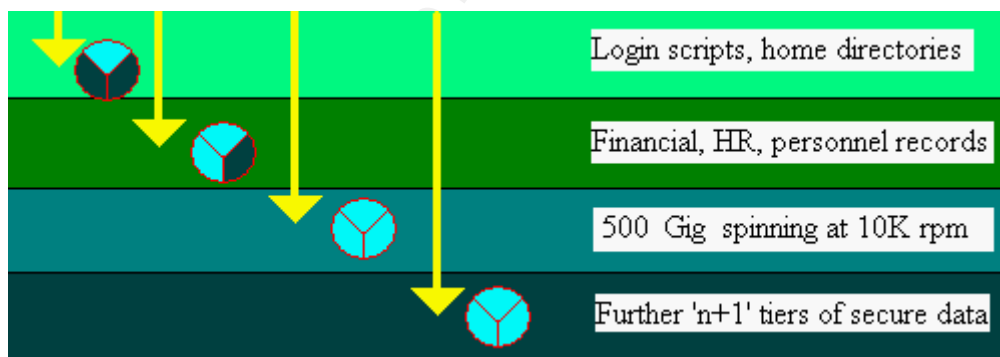 Login scripts, home directories
Financial, HR, personnel records
500 Gig spinning at 10K rpm
Further 'n+1' tiers of secure data